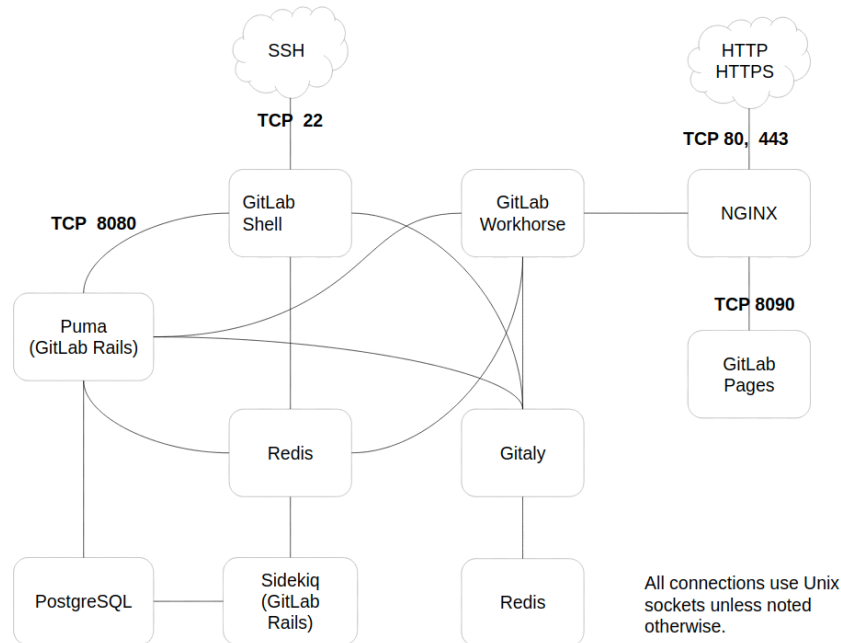 SSH
HTTP
HTTPS
TCP  22
TCP 80,  443
GitLab
Shell
GitLab
Workhorse
NGINX
TCP  8080
TCP 8090
Puma
(GitLab Rails)
GitLab
Pages
Redis
Gitaly
PostgreSQL
Sidekiq
(GitLab
Rails)
Redis
All connections use Unix
sockets unless noted
otherwise.